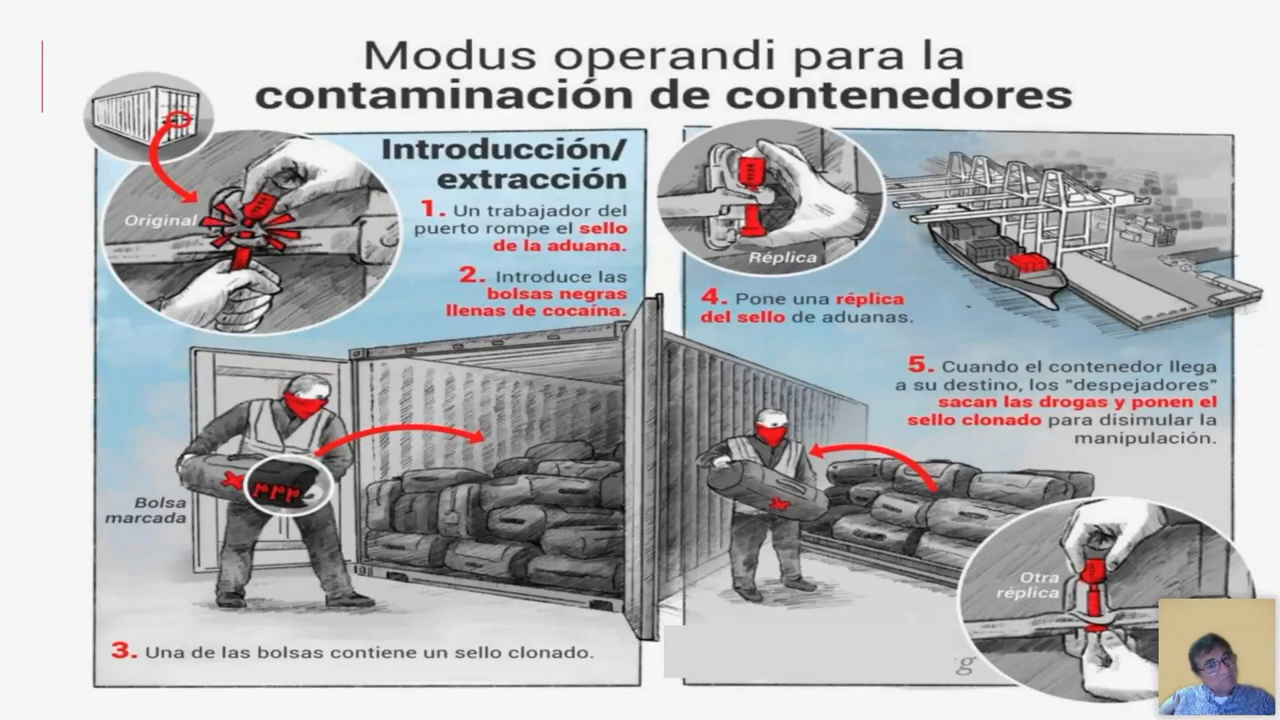 Modus operandi para la
contaminación de contenedores
Introducción/
extracción
Original
1. Un trabajador del
puerto rompe el sello
de la aduana.
2. Introduce las
bolsas negras
llenas de cocaína.
Bolsa
marcada
3. Una de las bolsas contiene un sello clonado.
Réplica
4. Pone una réplica
del sello de aduanas.
5. Cuando el contenedor llega
a su destino, los "despejadores"
sacan las drogas y ponen el
sello clonado para disimular la
manipulación.
Otra
réplica
g